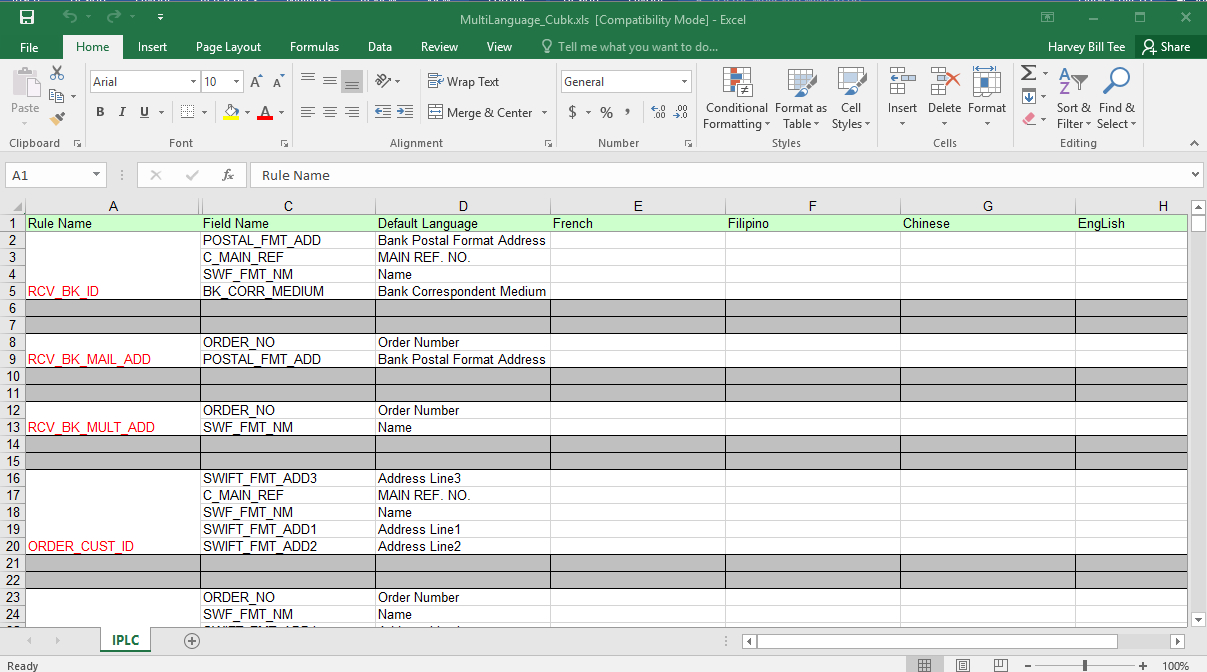 MultiLanguage_Cubk.xls [Compatibility Mode] - Excel
File Home Insert Page Layout Formulas Data Review View Tell me what you want to do... Harvey Bill Tee Share
Paste
Arial 10
B I U A
Wrap Text
Merge & Center
General
$ % ,
Conditional Formatting
Format as Table
Cell Styles
Insert
Delete
Format
Sort & Filter
Find & Select
Clipboard Font Alignment Number Styles Cells Editing
A1 fx Rule Name
A C D E F G H
1 Rule Name Field Name Default Language French Filipino Chinese EngLish
2 POSTAL_FMT_ADD Bank Postal Format Address
3 C_MAIN_REF MAIN REF. NO.
4 SWF_FMT_NM Name
5 RCV_BK_ID BK_CORR_MEDIUM Bank Correspondent Medium
6
7
8 ORDER_NO Order Number
9 RCV_BK_MAIL_ADD POSTAL_FMT_ADD Bank Postal Format Address
10
11
12 ORDER_NO Order Number
13 RCV_BK_MULT_ADD SWF_FMT_NM Name
14
15
16 SWIFT_FMT_ADD3 Address Line3
17 C_MAIN_REF MAIN REF. NO.
18 SWF_FMT_NM Name
19 SWIFT_FMT_ADD1 Address Line1
20 ORDER_CUST_ID SWIFT_FMT_ADD2 Address Line2
21
22
23 ORDER_NO Order Number
24 SWF_FMT_NM Name
IPLC
Ready 100%